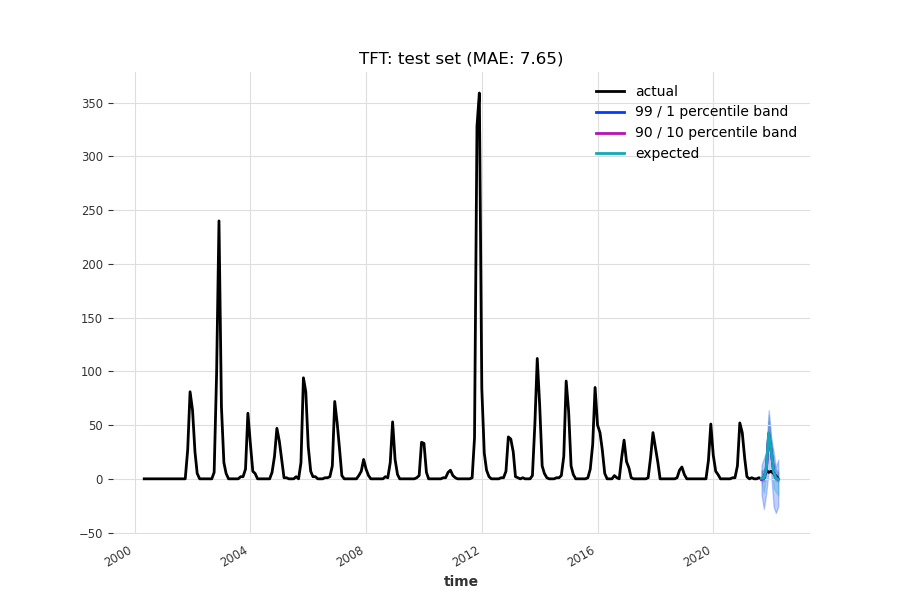 TFT: test set (MAE: 7.65)
actual
99 / 1 percentile band
90 / 10 percentile band
expected
350
300
250
200
150
100
50
0
−50
2000
2004
2008
2012
2016
2020
time